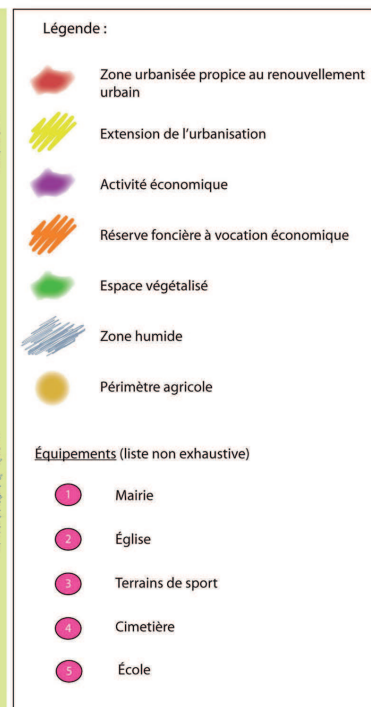 Légende :
Zone urbanisée propice au renouvellement
urbain
Extension de l'urbanisation
Activité économique
Réserve foncière à vocation économique
Espace végétalisé
Zone humide
Périmètre agricole
Équipements (liste non exhaustive)
1 Mairie
2 Église
3 Terrains de sport
4 Cimetière
5 École